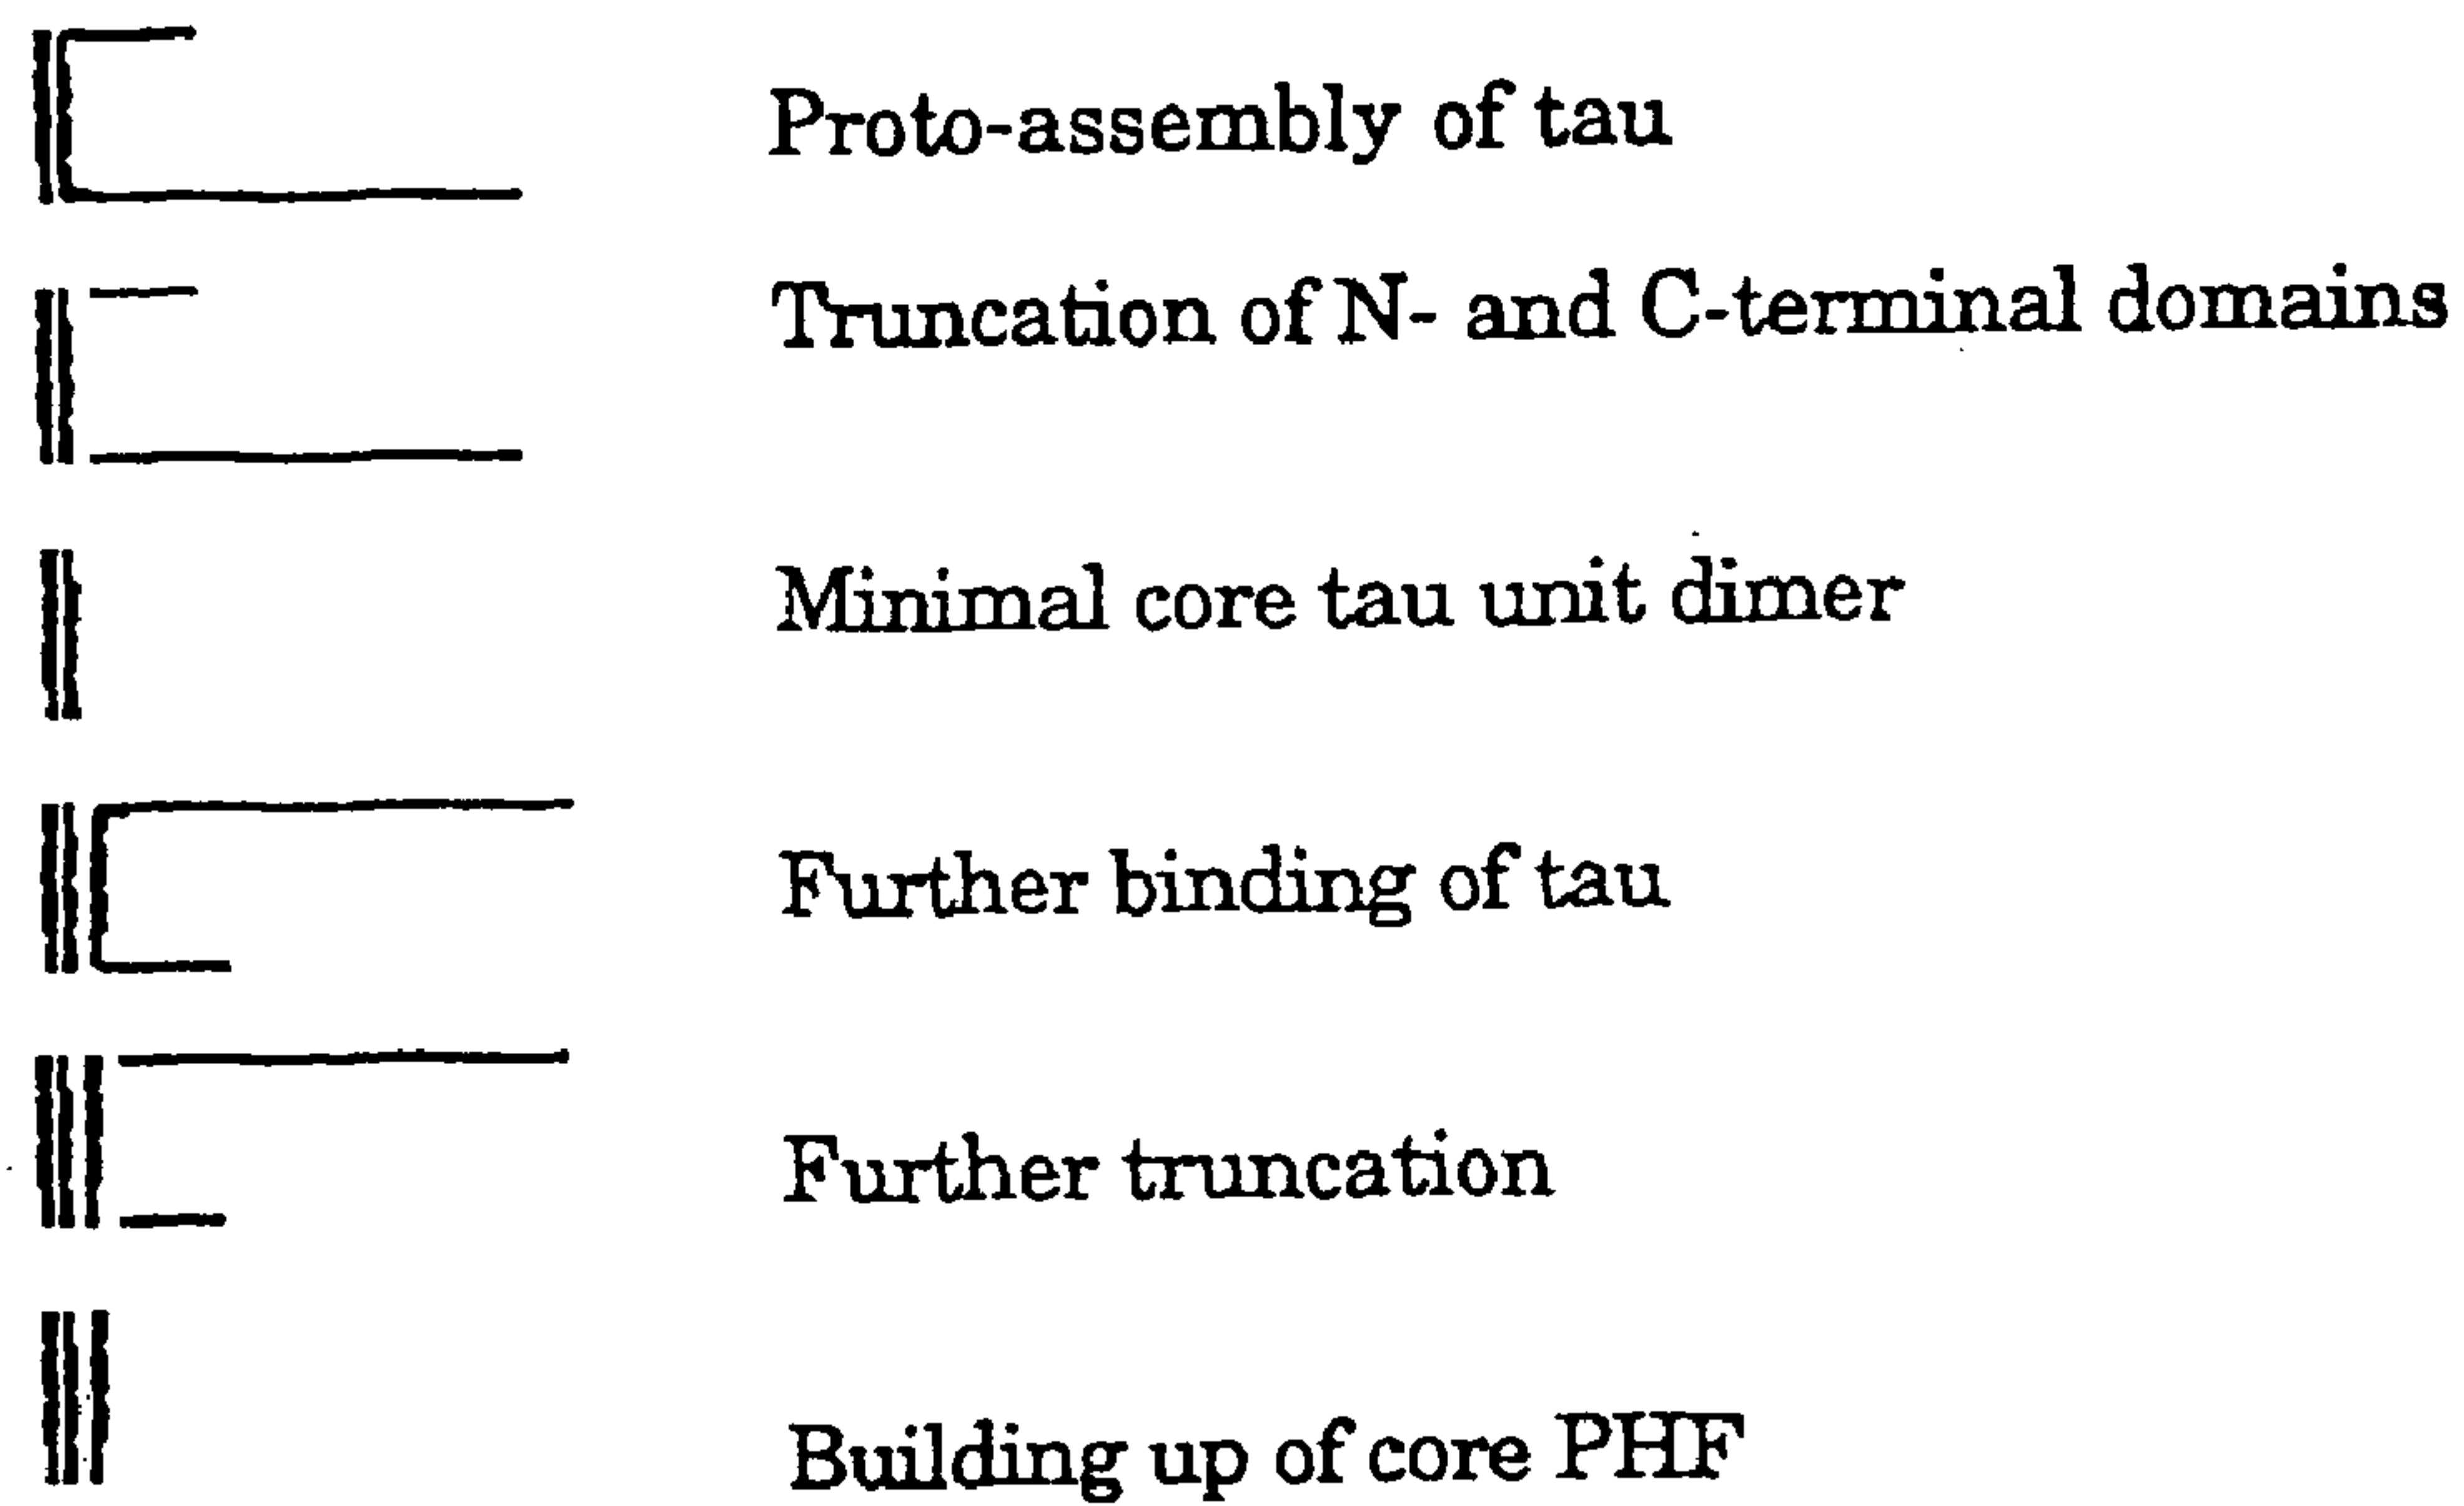 Proto-assembly of tau
Truncation of N- and C-terminal domains
Minimal core tau unit dimer
Further binding of tau
Further truncation
Building up of core PHF